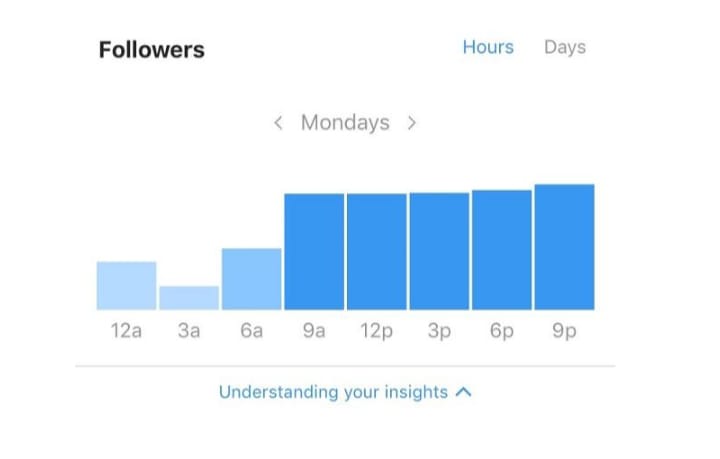 Followers
Hours Days
< Mondays >
12a 3a 6a 9a 12p 3p 6p 9p
Understanding your insights